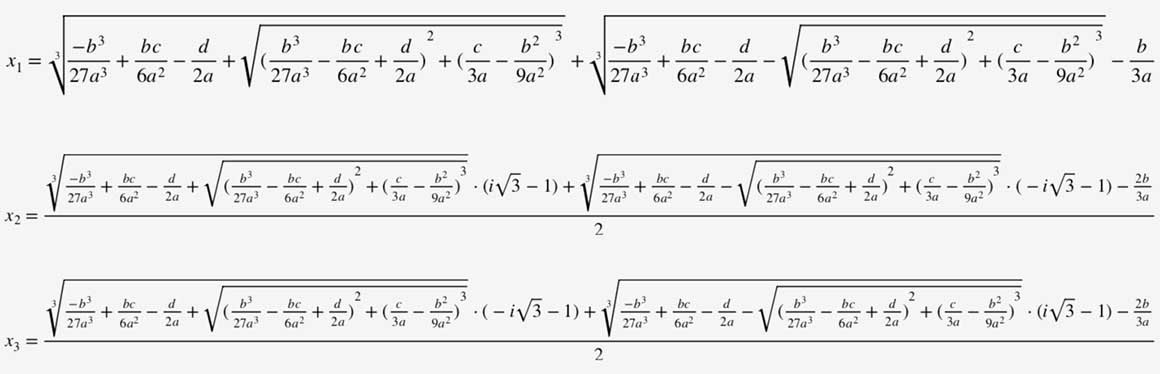 x₁ = ∛(-b³/27a³ + bc/6a² - d/2a + √((b³/27a³ - bc/6a² + d/2a)² + (c/3a - b²/9a²)³)) + ∛(-b³/27a³ + bc/6a² - d/2a - √((b³/27a³ - bc/6a² + d/2a)² + (c/3a - b²/9a²)³)) - b/3a
x₂ = (∛(-b³/27a³ + bc/6a² - d/2a + √((b³/27a³ - bc/6a² + d/2a)² + (c/3a - b²/9a²)³)) · (i√3 - 1) + ∛(-b³/27a³ + bc/6a² - d/2a - √((b³/27a³ - bc/6a² + d/2a)² + (c/3a - b²/9a²)³)) · (-i√3 - 1) - 2b/3a)/2
x₃ = (∛(-b³/27a³ + bc/6a² - d/2a + √((b³/27a³ - bc/6a² + d/2a)² + (c/3a - b²/9a²)³)) · (-i√3 - 1) + ∛(-b³/27a³ + bc/6a² - d/2a - √((b³/27a³ - bc/6a² + d/2a)² + (c/3a - b²/9a²)³)) · (i√3 - 1) - 2b/3a)/2